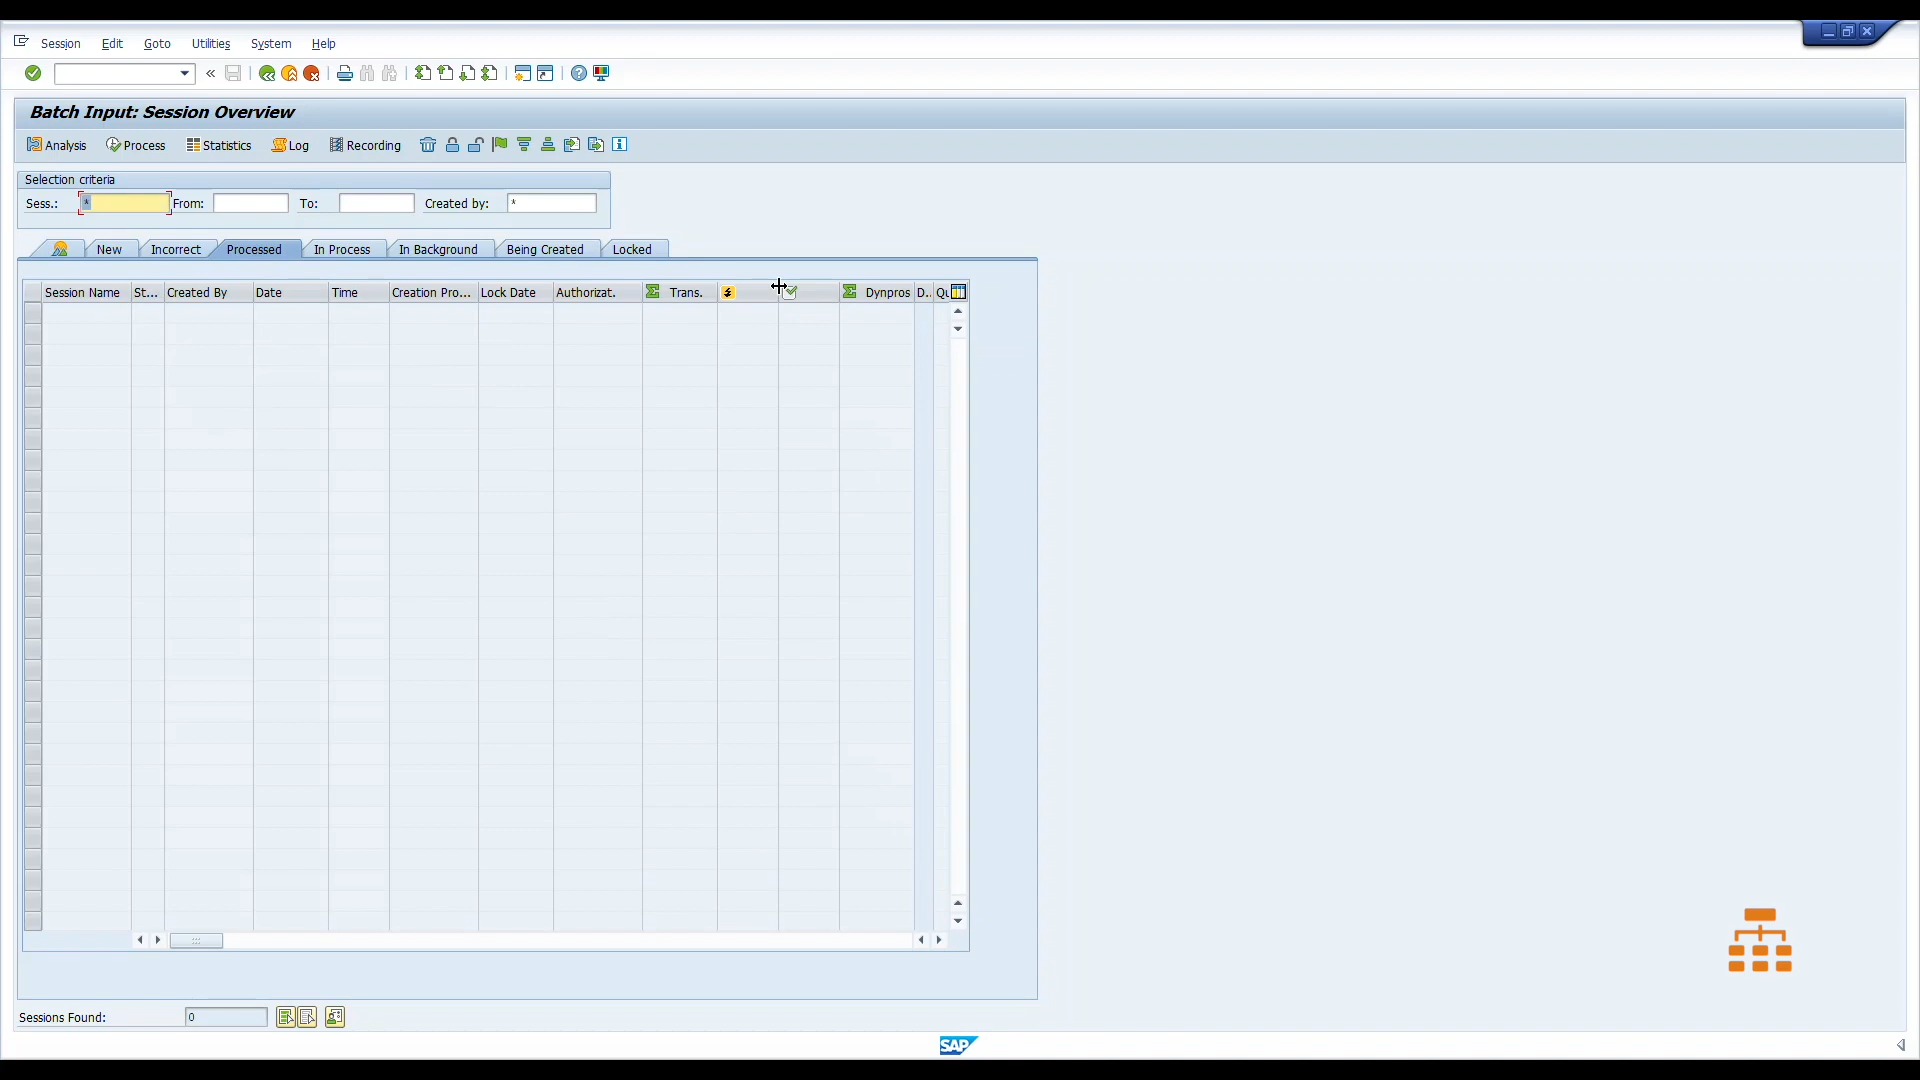 Session Edit Goto Utilities System Help
Batch Input: Session Overview
Analysis Process Statistics Log Recording
Selection criteria
Sess.: * From: To: Created by: *
New Incorrect Processed In Process In Background Being Created Locked
Session Name St... Created By Date Time Creation Pro... Lock Date Authorizat. Trans. Dynpros D.. Qu
Sessions Found: 0
SAP